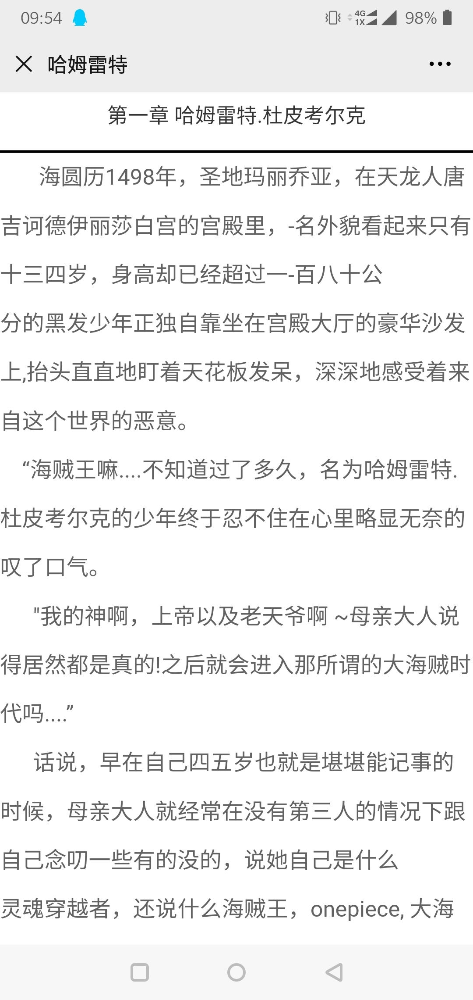 09:54
4G
1X
98%
哈姆雷特
第一章 哈姆雷特.杜皮考尔克
海圆历1498年，圣地玛丽乔亚，在天龙人唐
吉诃德伊丽莎白宫的宫殿里，-名外貌看起来只有
十三四岁，身高却已经超过一-百八十公
分的黑发少年正独自靠坐在宫殿大厅的豪华沙发
上,抬头直直地盯着天花板发呆，深深地感受着来
自这个世界的恶意。
“海贼王嘛....不知道过了多久，名为哈姆雷特.
杜皮考尔克的少年终于忍不住在心里略显无奈的
叹了口气。
"我的神啊，上帝以及老天爷啊 ~母亲大人说
得居然都是真的!之后就会进入那所谓的大海贼时
代吗....”
话说，早在自己四五岁也就是堪堪能记事的
时候，母亲大人就经常在没有第三人的情况下跟
自己念叨一些有的没的，说她自己是什么
灵魂穿越者，还说什么海贼王，onepiece, 大海